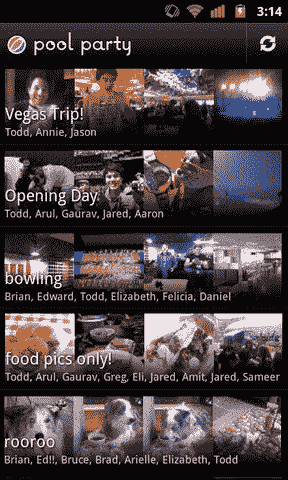 3:14
pool party
Vegas Trip!
Todd, Annie, Jason
Opening Day
Todd, Arul, Gaurav, Jared, Aaron
bowling
Brian, Edward, Todd, Elizabeth, Felicia, Daniel
food pics only!
Todd, Arul, Gaurav, Greg, Eli, Jared, Amit, Jared, Sameer
rooroo
Brian, Ed!!, Bruce, Brad, Arielle, Elizabeth, Todd